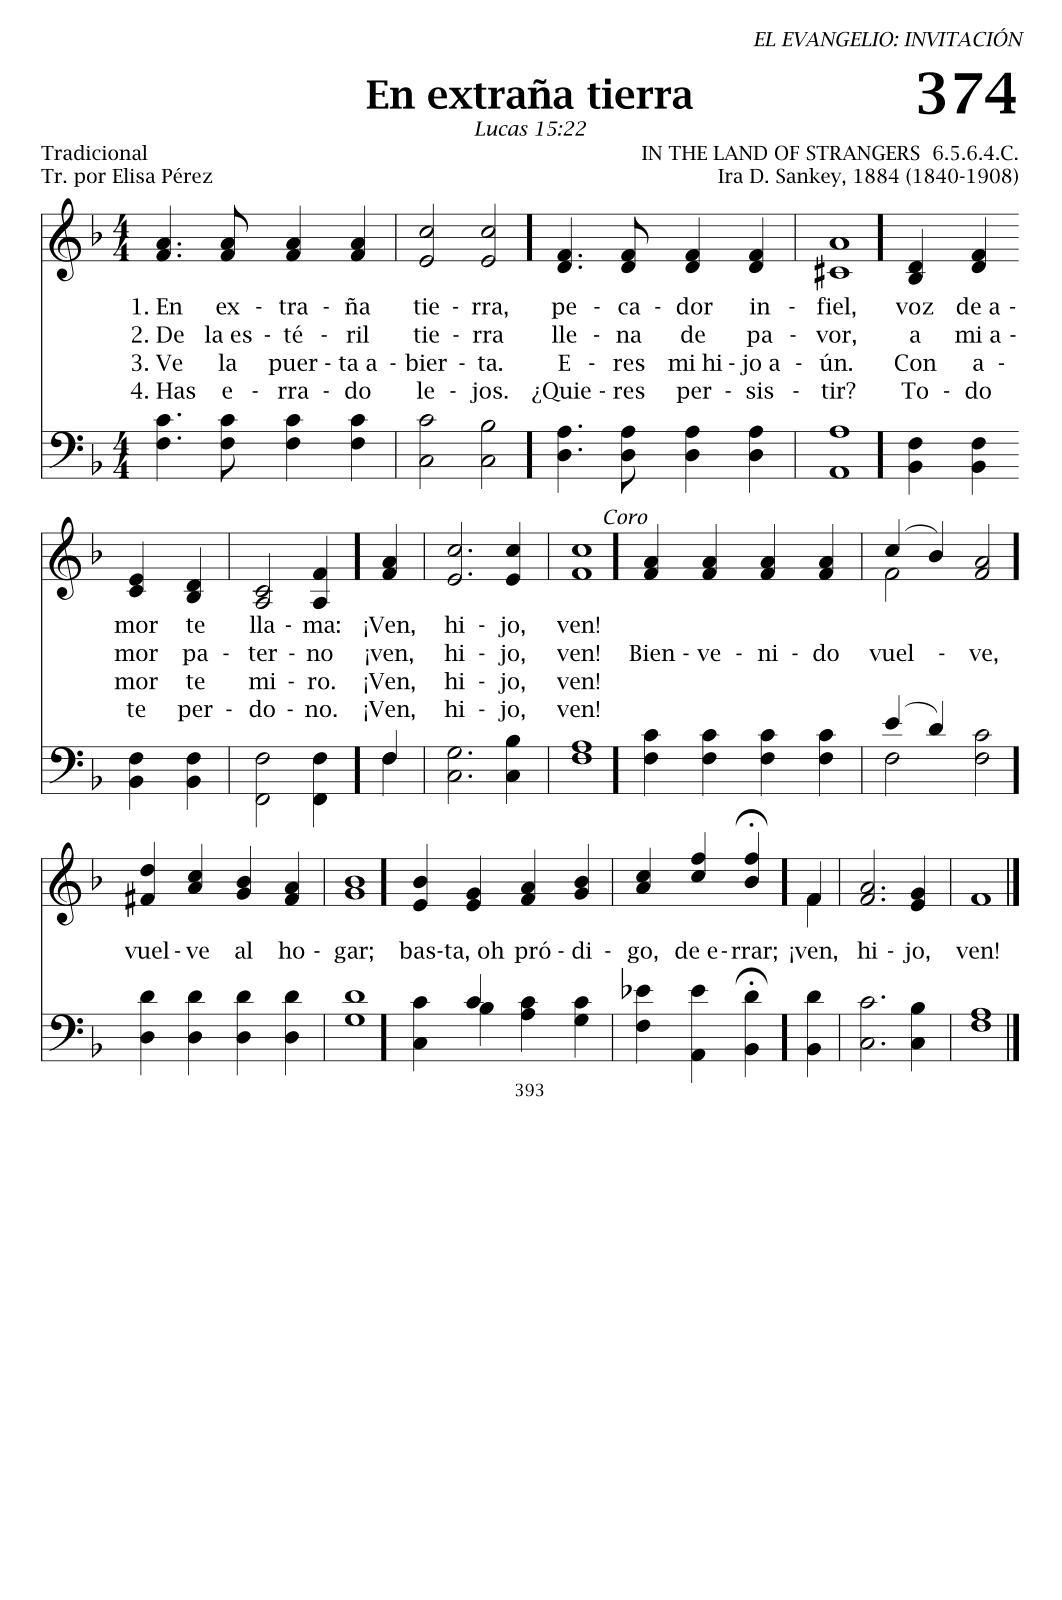 EL EVANGELIO: INVITACIÓN
En extraña tierra
374
Lucas 15:22
Tradicional
IN THE LAND OF STRANGERS 6.5.6.4.C.
Tr. por Elisa Pérez
Ira D. Sankey, 1884 (1840-1908)
1. En ex - tra - ña tie - rra, pe - ca - dor in - fiel, voz de a -
2. De la es - té - ril tie - rra lle - na de pa - vor, a mi a -
3. Ve la puer - ta a - bier - ta. E - res mi hi - jo a - ún. Con a -
4. Has e - rra - do le - jos. ¿Quie - res per - sis - tir? To - do
Coro
mor te lla - ma: ¡Ven, hi - jo, ven!
mor pa - ter - no ¡ven, hi - jo, ven! Bien - ve - ni - do vuel - ve,
mor te mi - ro. ¡Ven, hi - jo, ven!
te per - do - no. ¡Ven, hi - jo, ven!
vuel - ve al ho - gar; bas - ta, oh pró - di - go, de e - rrar; ¡ven, hi - jo, ven!
393